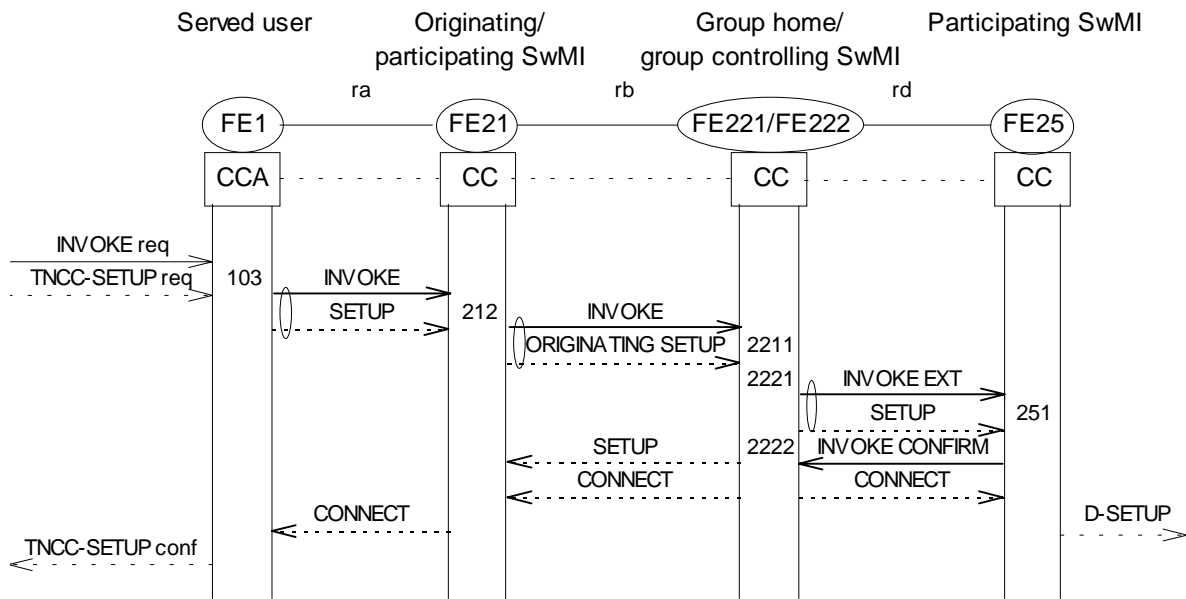 Served user
Originating/
participating SwMI
Group home/
group controlling SwMI
Participating SwMI
ra
rb
rd
FE1
FE21
FE221/FE222
FE25
CCA
CC
CC
CC
INVOKE req
TNCC-SETUP req
103
INVOKE
SETUP
212
INVOKE
ORIGINATING SETUP
2211
2221
INVOKE EXT
SETUP
251
SETUP
2222
INVOKE CONFIRM
CONNECT
CONNECT
CONNECT
D-SETUP
TNCC-SETUP conf